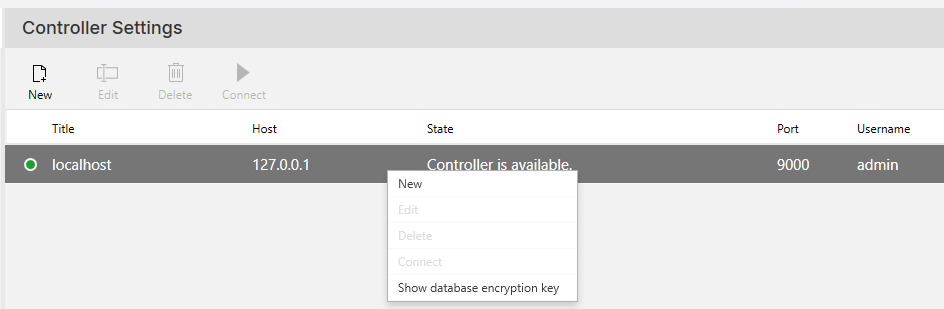 Controller Settings
New Edit Delete Connect
Title Host State Port Username
localhost 127.0.0.1 Controller is available. 9000 admin
New
Edit
Delete
Connect
Show database encryption key